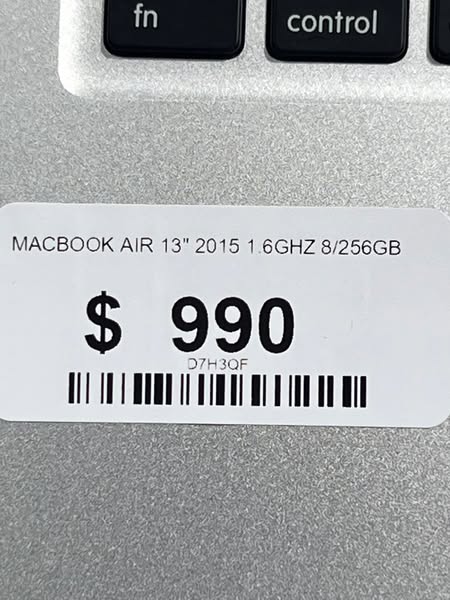 fn control
MACBOOK AIR 13" 2015 1.6GHZ 8/256GB
$ 990
D7H3QF